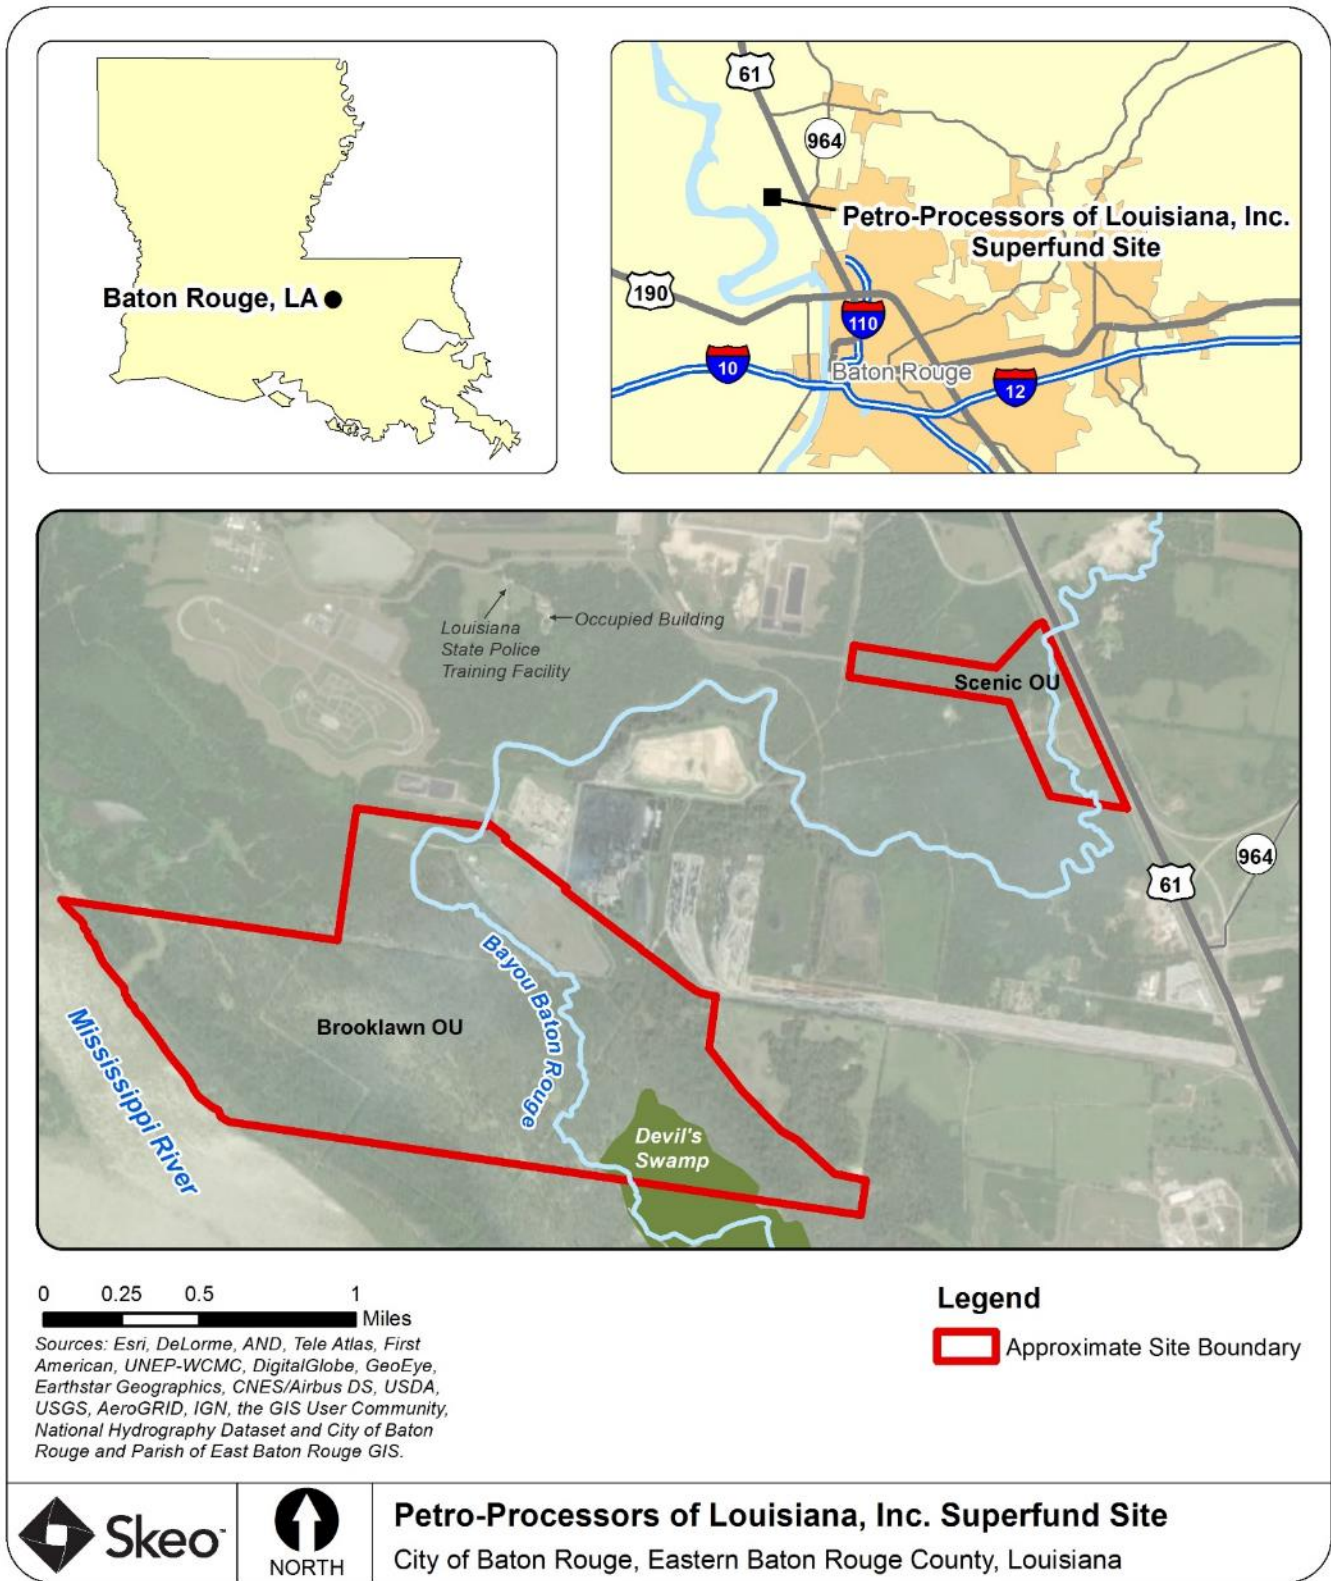 Baton Rouge, LA
61
964
Petro-Processors of Louisiana, Inc.
Superfund Site
190
110
10
Baton Rouge
12
Louisiana
State Police
Training Facility
Occupied Building
Scenic OU
964
61
Bayou Baton Rouge
Brooklawn OU
Mississippi River
Devil's
Swamp
0 0.25 0.5 1
Miles
Sources: Esri, DeLorme, AND, Tele Atlas, First
American, UNEP-WCMC, DigitalGlobe, GeoEye,
Earthstar Geographics, CNES/Airbus DS, USDA,
USGS, AeroGRID, IGN, the GIS User Community,
National Hydrography Dataset and City of Baton
Rouge and Parish of East Baton Rouge GIS.
Legend
Approximate Site Boundary
Skeo
NORTH
Petro-Processors of Louisiana, Inc. Superfund Site
City of Baton Rouge, Eastern Baton Rouge County, Louisiana